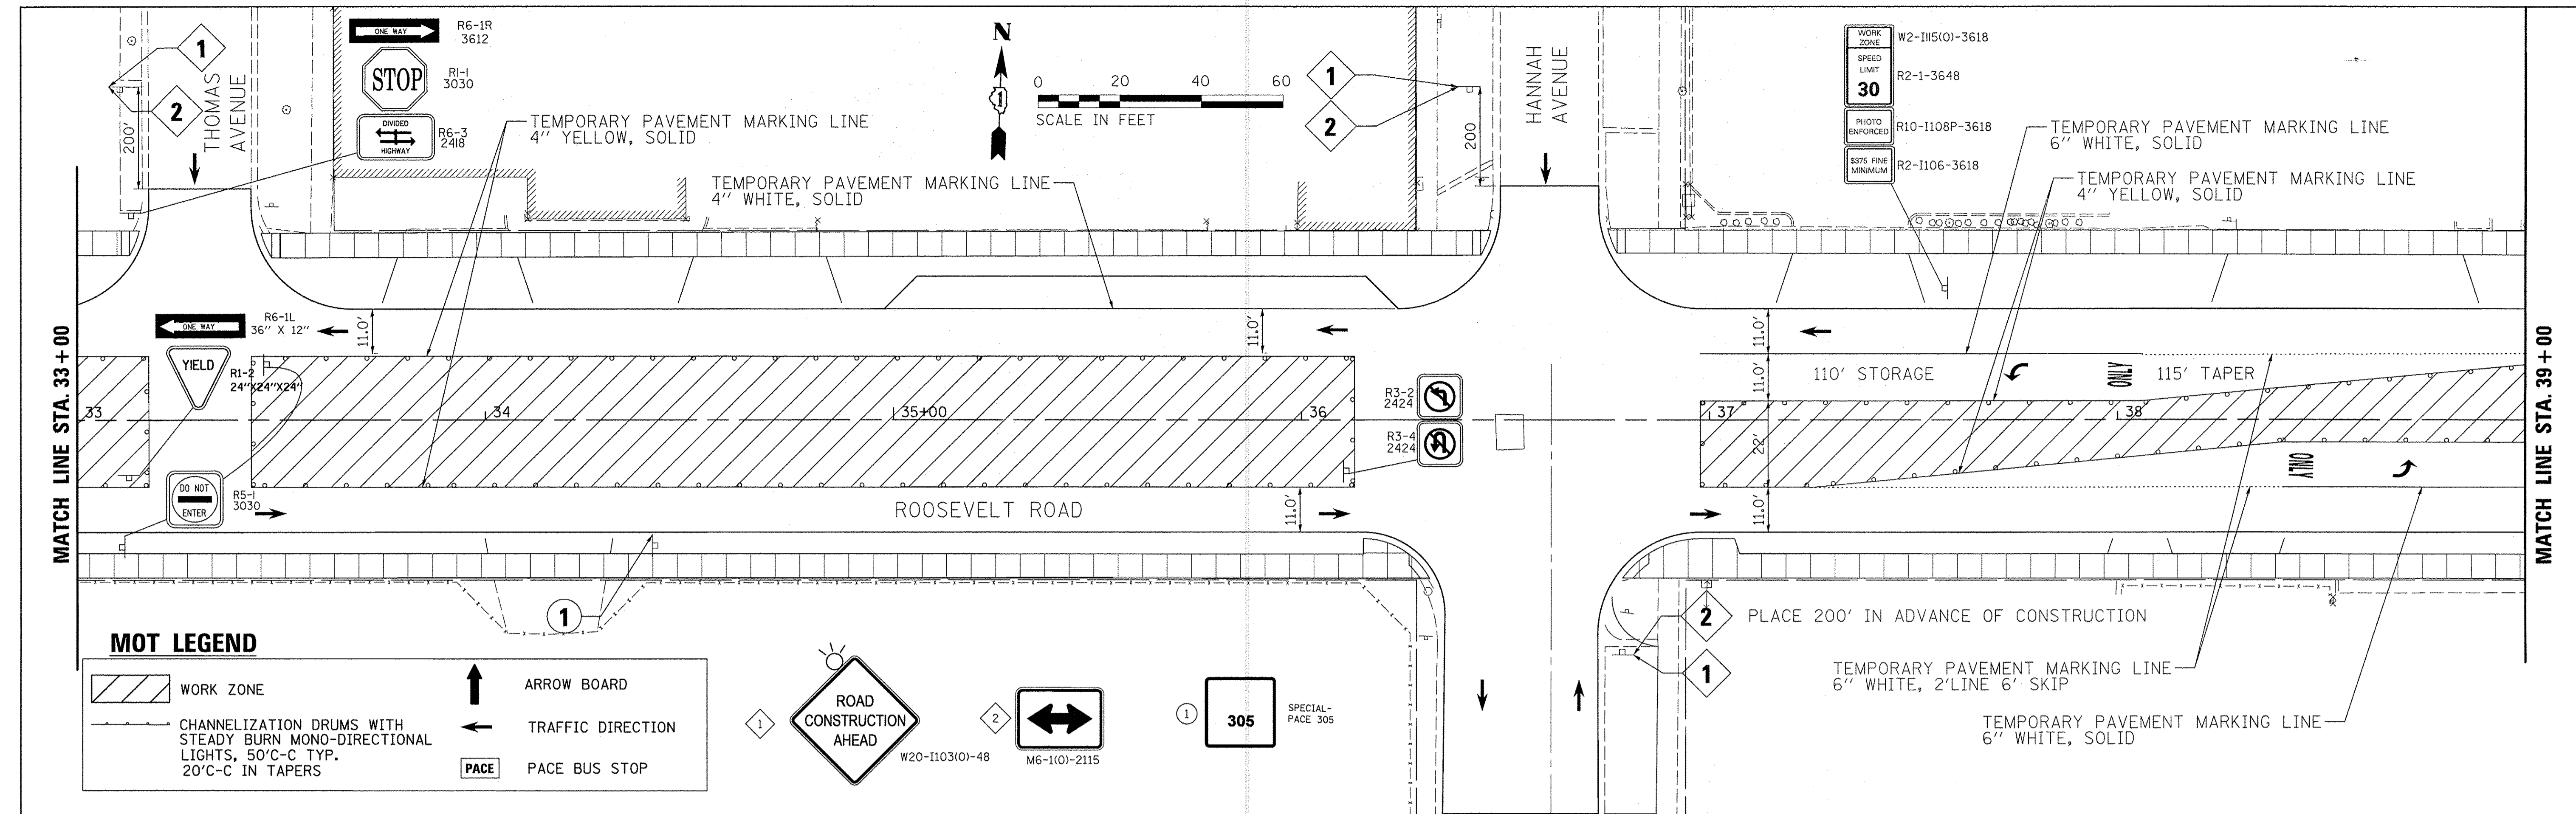 ONE WAY
R6-1R
3612
STOP
R1-1
3030
DIVIDED
HIGHWAY
R6-3
2418
1
2
200'
THOMAS
AVENUE
TEMPORARY PAVEMENT MARKING LINE
4" YELLOW, SOLID
TEMPORARY PAVEMENT MARKING LINE
4" WHITE, SOLID
N
1
0 20 40 60
SCALE IN FEET
1
2
200
HANNAH
AVENUE
WORK
ZONE
W2-I115(O)-3618
SPEED
LIMIT
30
R2-1-3648
PHOTO
ENFORCED
R10-I108P-3618
$375 FINE
MINIMUM
R2-I106-3618
TEMPORARY PAVEMENT MARKING LINE
6" WHITE, SOLID
TEMPORARY PAVEMENT MARKING LINE
4" YELLOW, SOLID
MATCH LINE STA. 33+00
ONE WAY
R6-1L
36" X 12"
YIELD
R1-2
24"X24"X24"
DO NOT
ENTER
R5-1
3030
11.0'
11.0'
11.0'
11.0'
22'
11.0'
11.0'
33
34
35+00
36
37
38
R3-2
2424
R3-4
2424
110' STORAGE
ONLY
115' TAPER
ONLY
ROOSEVELT ROAD
MATCH LINE STA. 39+00
1
2
PLACE 200' IN ADVANCE OF CONSTRUCTION
1
TEMPORARY PAVEMENT MARKING LINE
6" WHITE, 2'LINE 6' SKIP
TEMPORARY PAVEMENT MARKING LINE
6" WHITE, SOLID
MOT LEGEND
WORK ZONE
CHANNELIZATION DRUMS WITH
STEADY BURN MONO-DIRECTIONAL
LIGHTS, 50'C-C TYP.
20'C-C IN TAPERS
ARROW BOARD
TRAFFIC DIRECTION
PACE
PACE BUS STOP
1
ROAD
CONSTRUCTION
AHEAD
W20-I103(0)-48
2
M6-1(0)-2115
1
305
SPECIAL-
PACE 305